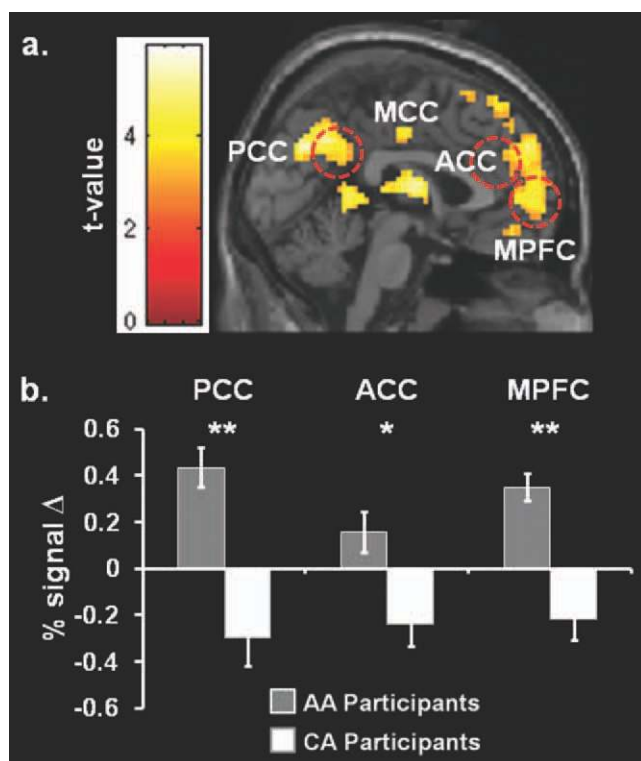 a.
t-value
4
2
0
PCC
MCC
ACC
MPFC
b.
PCC ACC MPFC
** * **
% signal Δ
0.6
0.4
0.2
0
-0.2
-0.4
-0.6
AA Participants
CA Participants